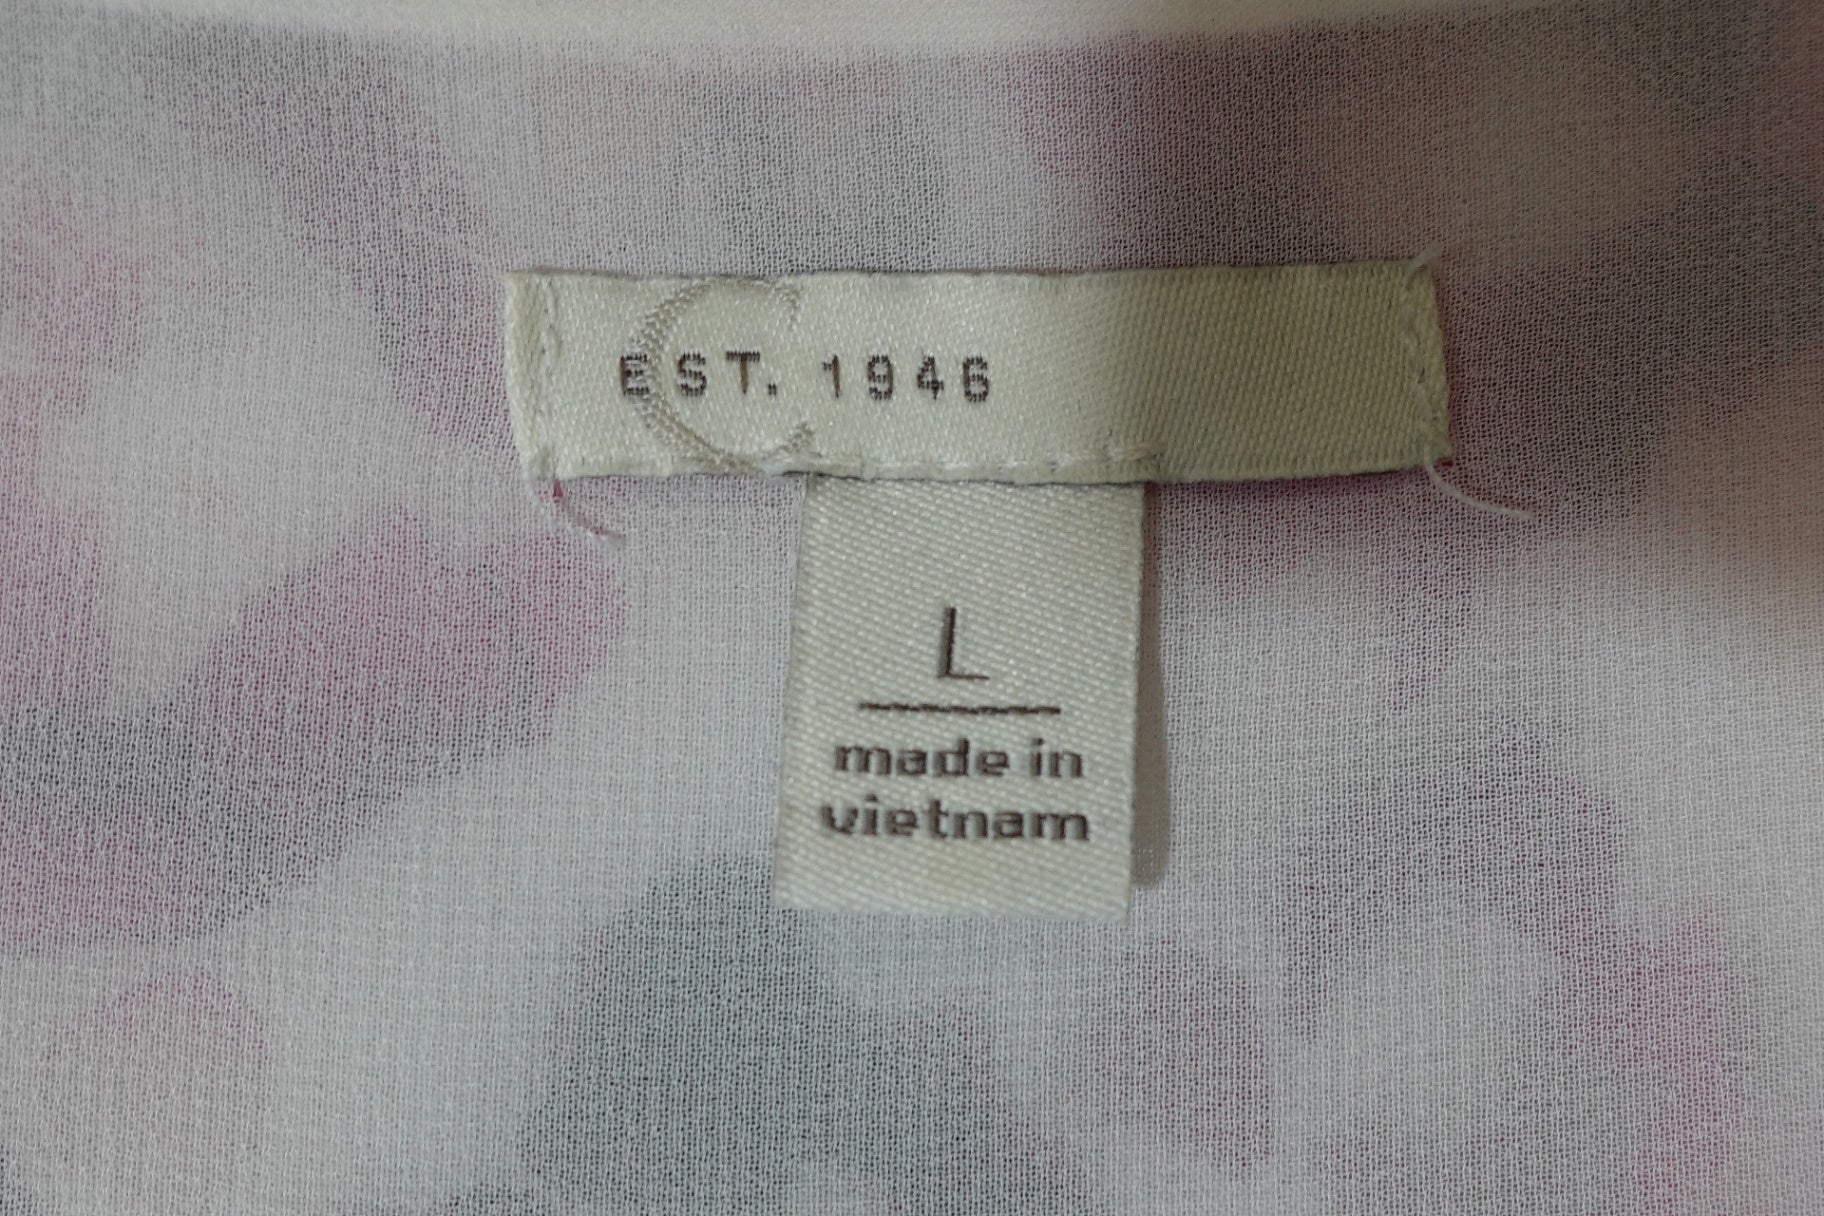 C
EST. 1946
L
made in
vietnam